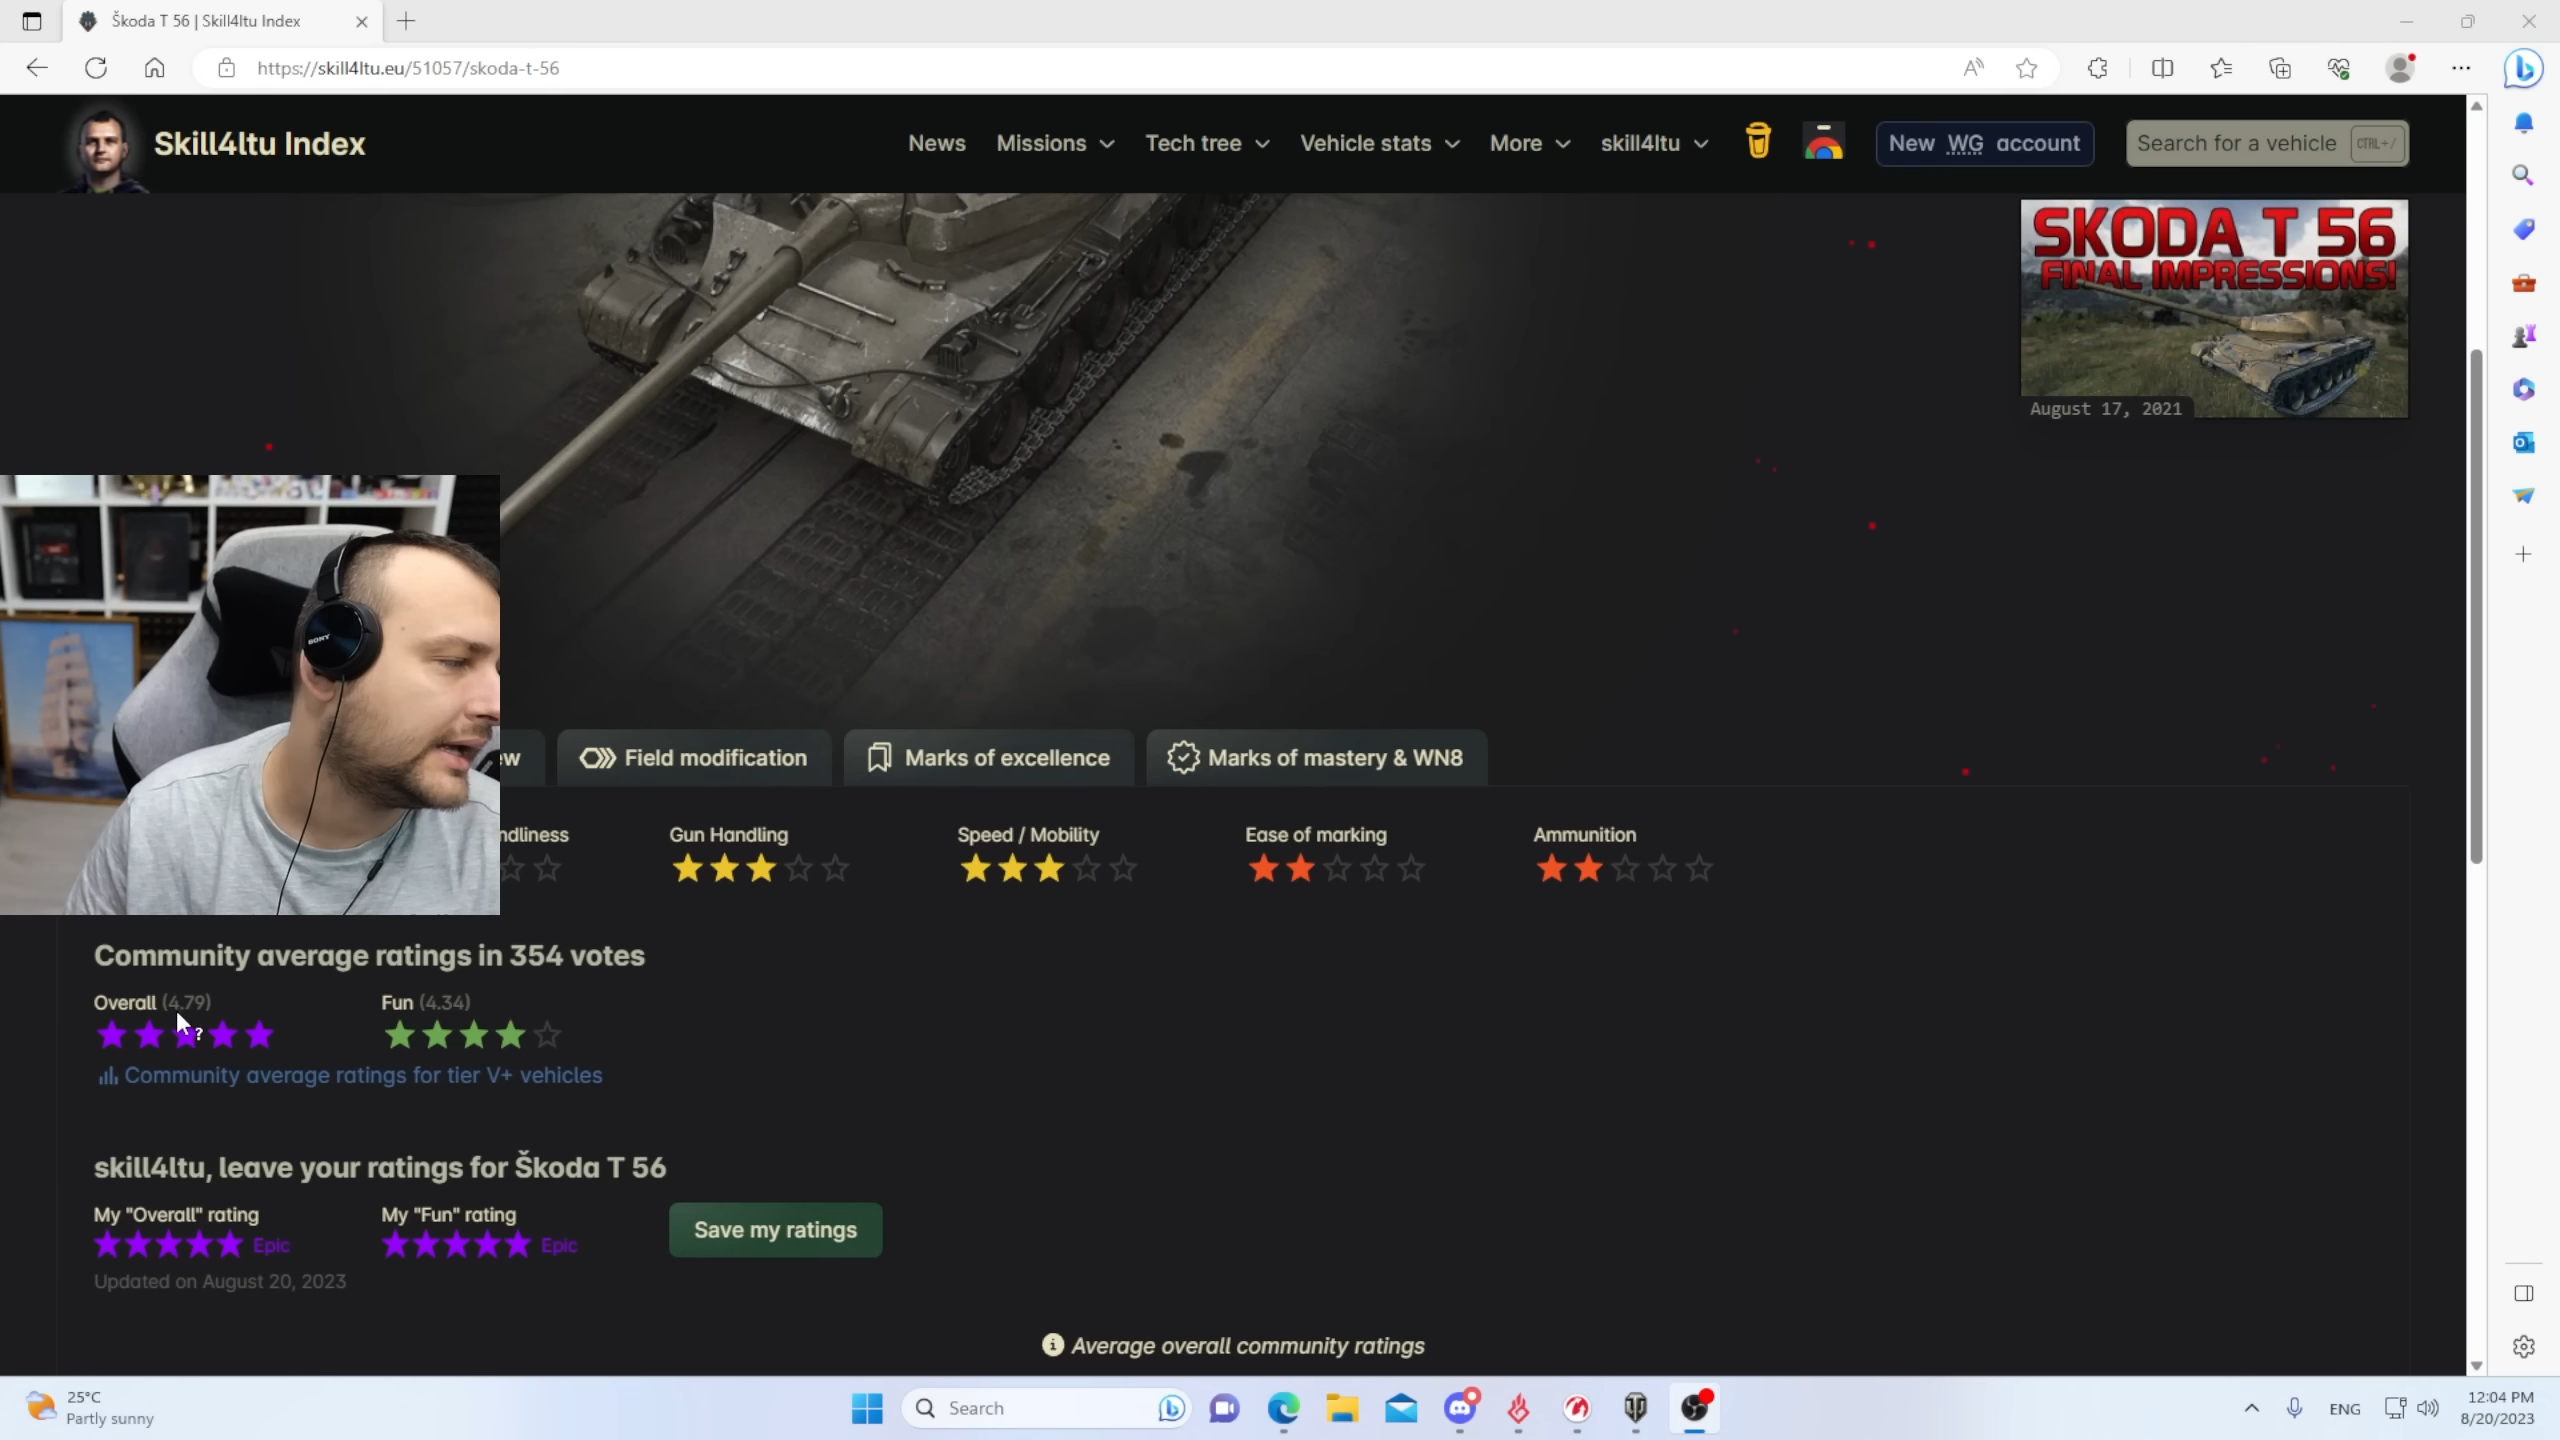 Škoda T 56 | Skill4ltu Index
https://skill4ltu.eu/51057/skoda-t-56
Skill4ltu Index
News
Missions
Tech tree
Vehicle stats
More
skill4ltu
New WG account
Search for a vehicle
CTRL+/
SKODA T 56
FINAL IMPRESSIONS!
August 17, 2021
SONY
ew
Field modification
Marks of excellence
Marks of mastery & WN8
ndliness
Gun Handling
Speed / Mobility
Ease of marking
Ammunition
Community average ratings in 354 votes
Overall (4.79)
Fun (4.34)
Community average ratings for tier V+ vehicles
skill4ltu, leave your ratings for Škoda T 56
My "Overall" rating
My "Fun" rating
Save my ratings
Epic
Epic
Updated on August 20, 2023
Average overall community ratings
25°C
Partly sunny
Search
ENG
12:04 PM
8/20/2023